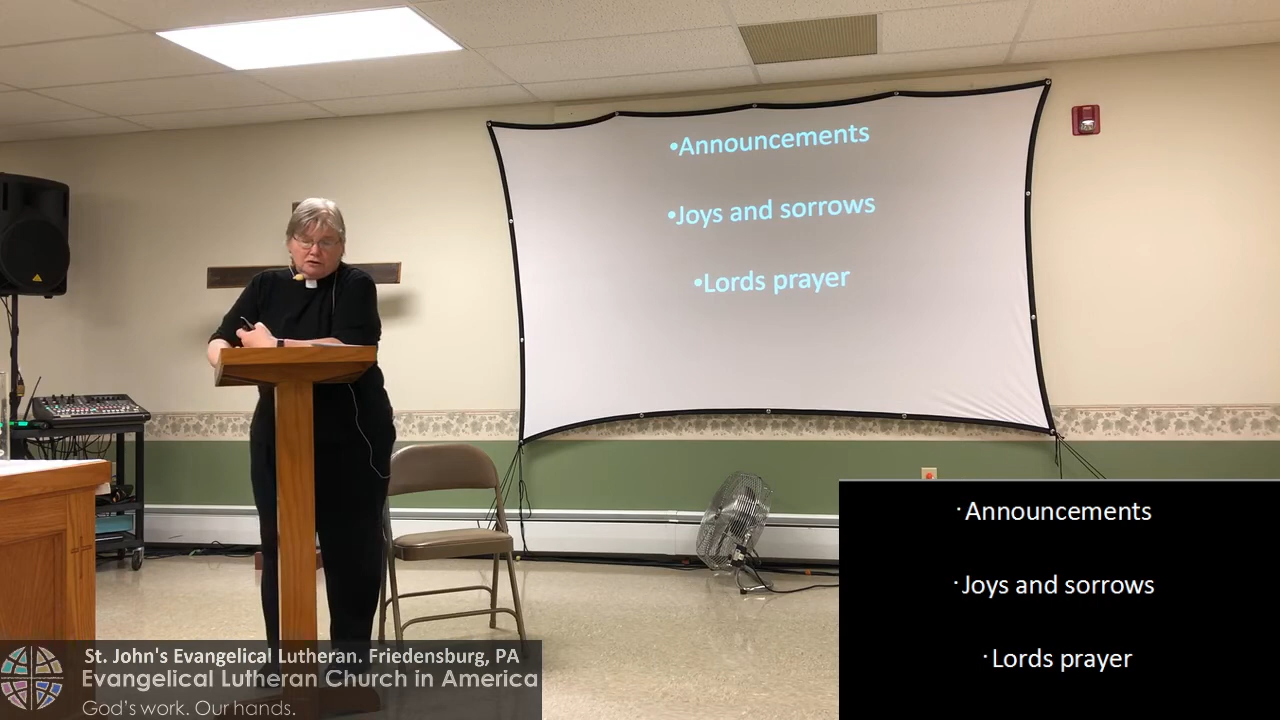 •Announcements
•Joys and sorrows
•Lords prayer
•Announcements
•Joys and sorrows
•Lords prayer
St. John's Evangelical Lutheran. Friedensburg, PA
Evangelical Lutheran Church in America
God's work. Our hands.